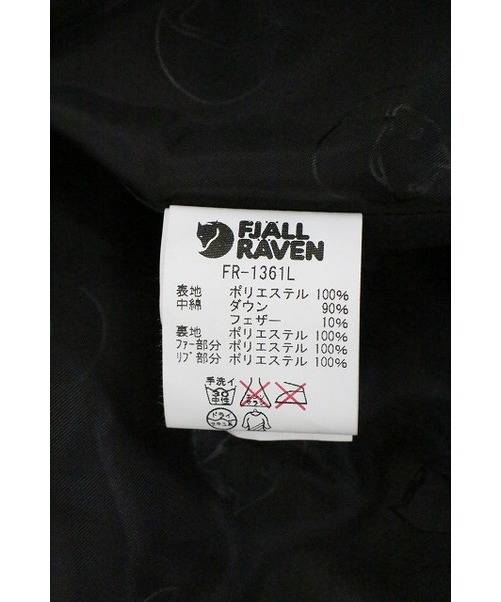 FJÄLL
RÄVEN
FR-1361L
表地 ポリエステル 100%
中綿 ダウン 90%
フェザー 10%
裏地 ポリエステル 100%
ファー部分 ポリエステル 100%
リブ部分 ポリエステル 100%
手洗イ
30
中性
ドライ